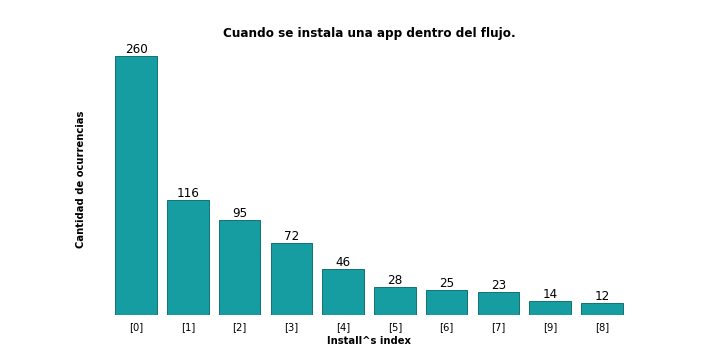 Cuando se instala una app dentro del flujo.
260
116
95
72
46
28
25
23
14
12
Cantidad de ocurrencias
[0] [1] [2] [3] [4] [5] [6] [7] [9] [8]
Install^s index